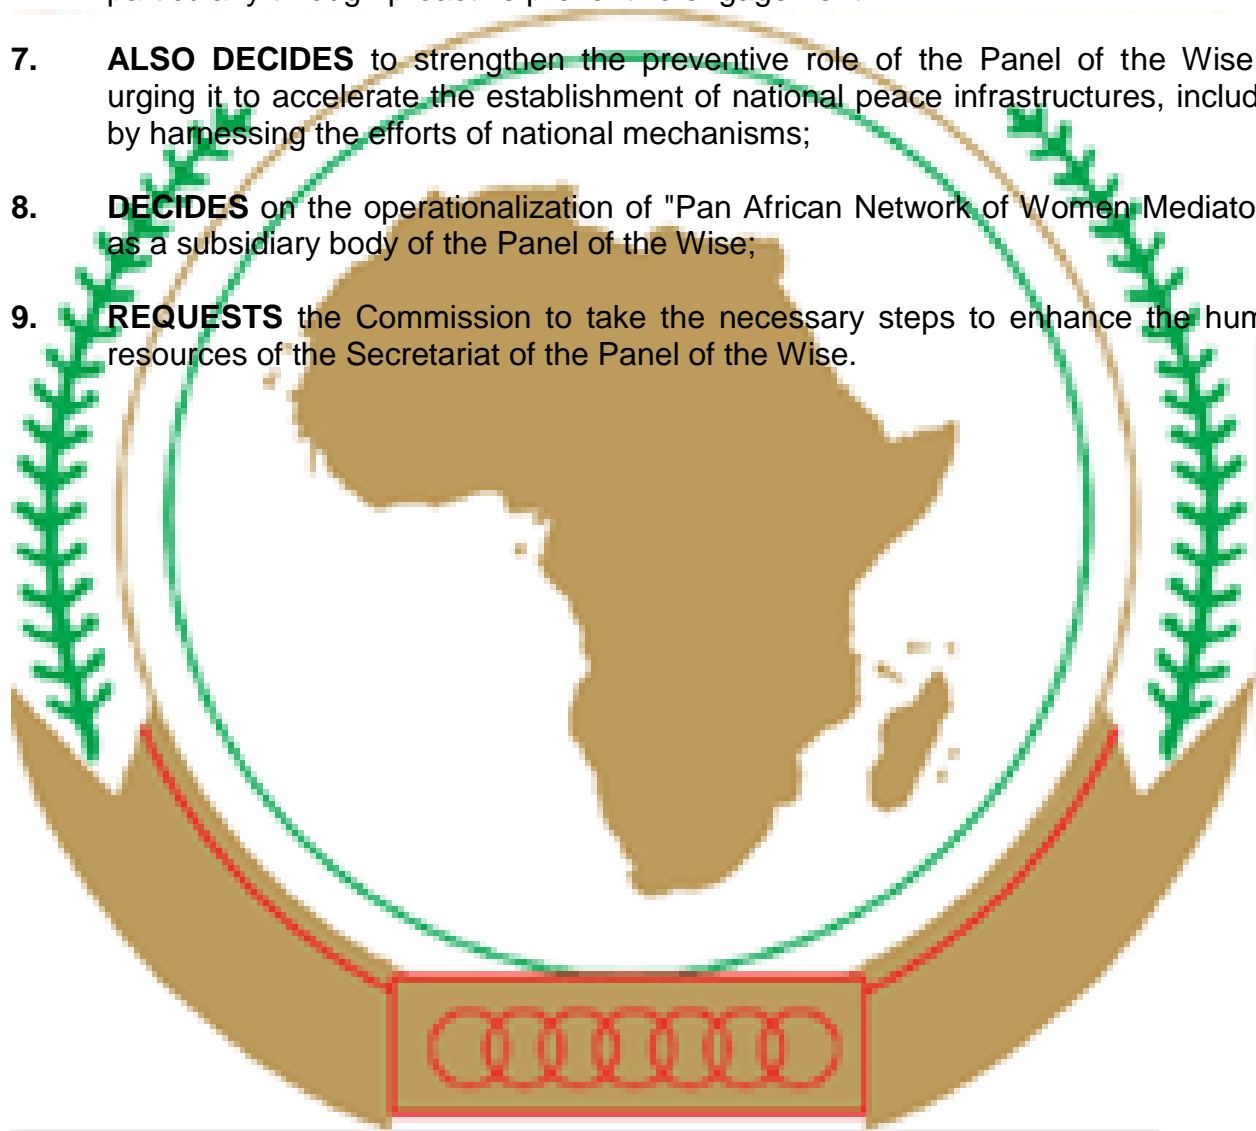 7. ALSO DECIDES to strengthen the preventive role of the Panel of the Wise
urging it to accelerate the establishment of national peace infrastructures, includ
by harnessing the efforts of national mechanisms;
8. DECIDES on the operationalization of "Pan African Network of Women Mediato
as a subsidiary body of the Panel of the Wise;
9. REQUESTS the Commission to take the necessary steps to enhance the hum
resources of the Secretariat of the Panel of the Wise.